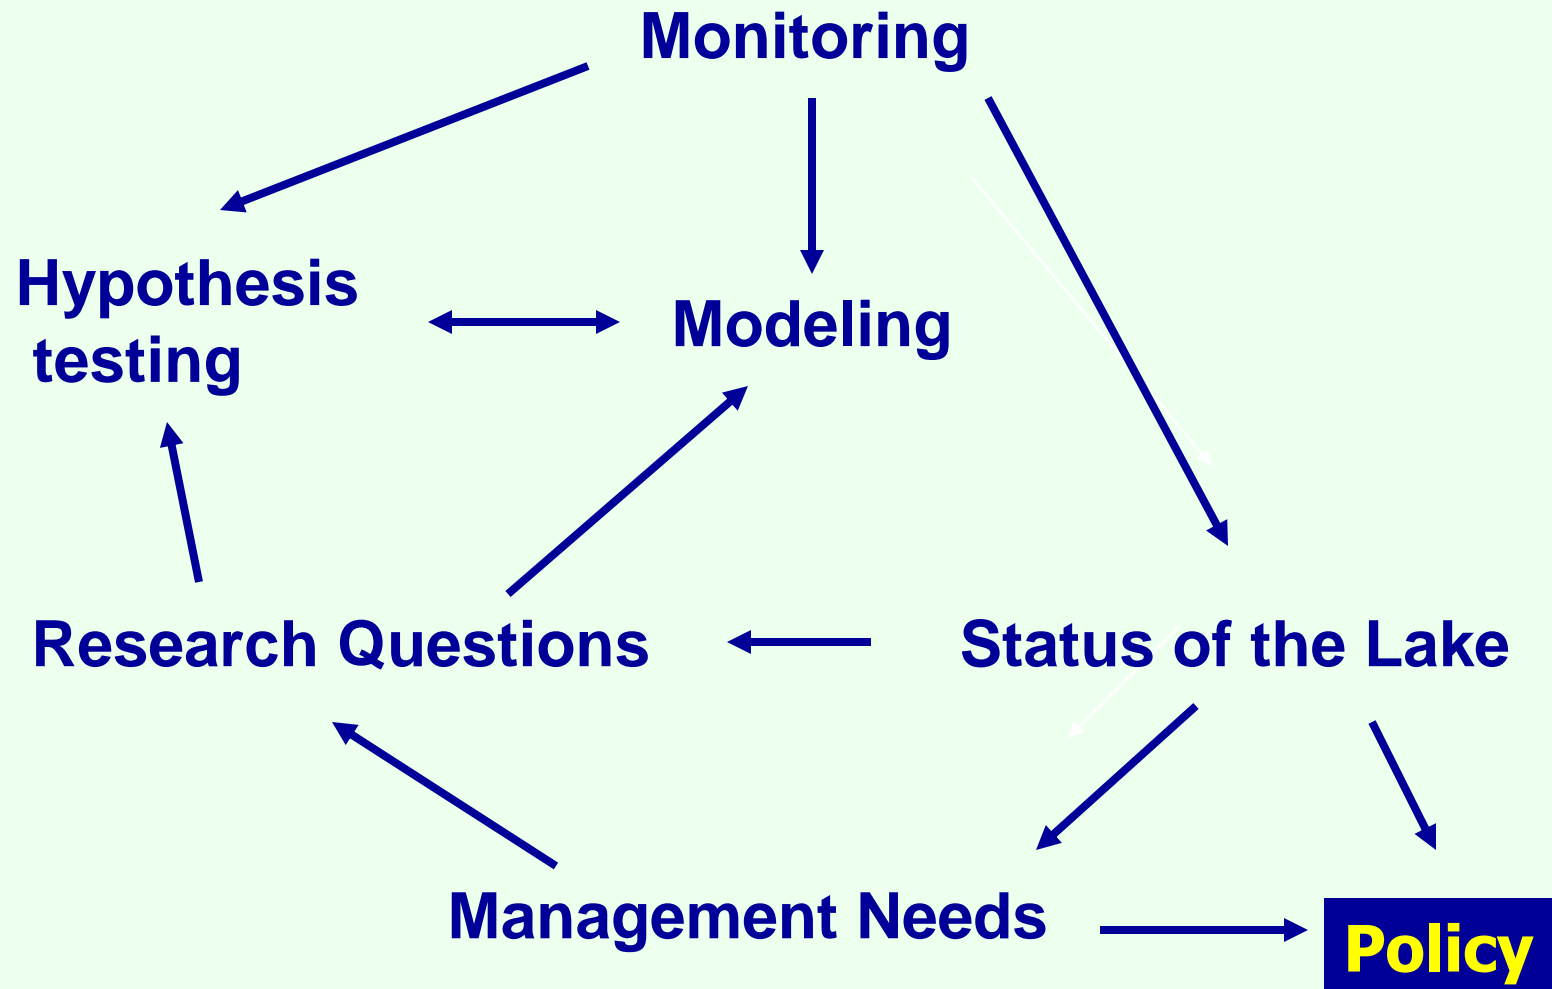 Monitoring
Hypothesis
testing
Modeling
Research Questions
Status of the Lake
Management Needs
Policy